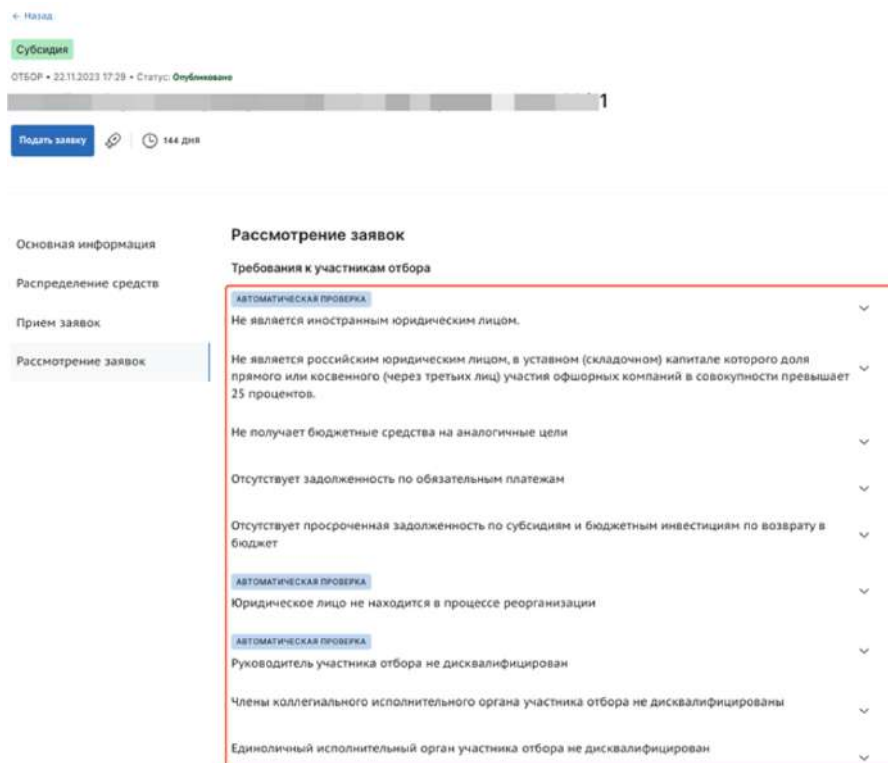 ← Назад
Субсидия
ОТБОР • 22.11.2023 17:29 • Статус: Опубликовано
1
Подать заявку 144 дня
Основная информация
Распределение средств
Прием заявок
Рассмотрение заявок
Рассмотрение заявок
Требования к участникам отбора
АВТОМАТИЧЕСКАЯ ПРОВЕРКА
Не является иностранным юридическим лицом.
Не является российским юридическим лицом, в уставном (складочном) капитале которого доля
прямого или косвенного (через третьих лиц) участия офшорных компаний в совокупности превышает
25 процентов.
Не получает бюджетные средства на аналогичные цели
Отсутствует задолженность по обязательным платежам
Отсутствует просроченная задолженность по субсидиям и бюджетным инвестициям по возврату в
бюджет
АВТОМАТИЧЕСКАЯ ПРОВЕРКА
Юридическое лицо не находится в процессе реорганизации
АВТОМАТИЧЕСКАЯ ПРОВЕРКА
Руководитель участника отбора не дисквалифицирован
Члены коллегиального исполнительного органа участника отбора не дисквалифицированы
Единоличный исполнительный орган участника отбора не дисквалифицирован